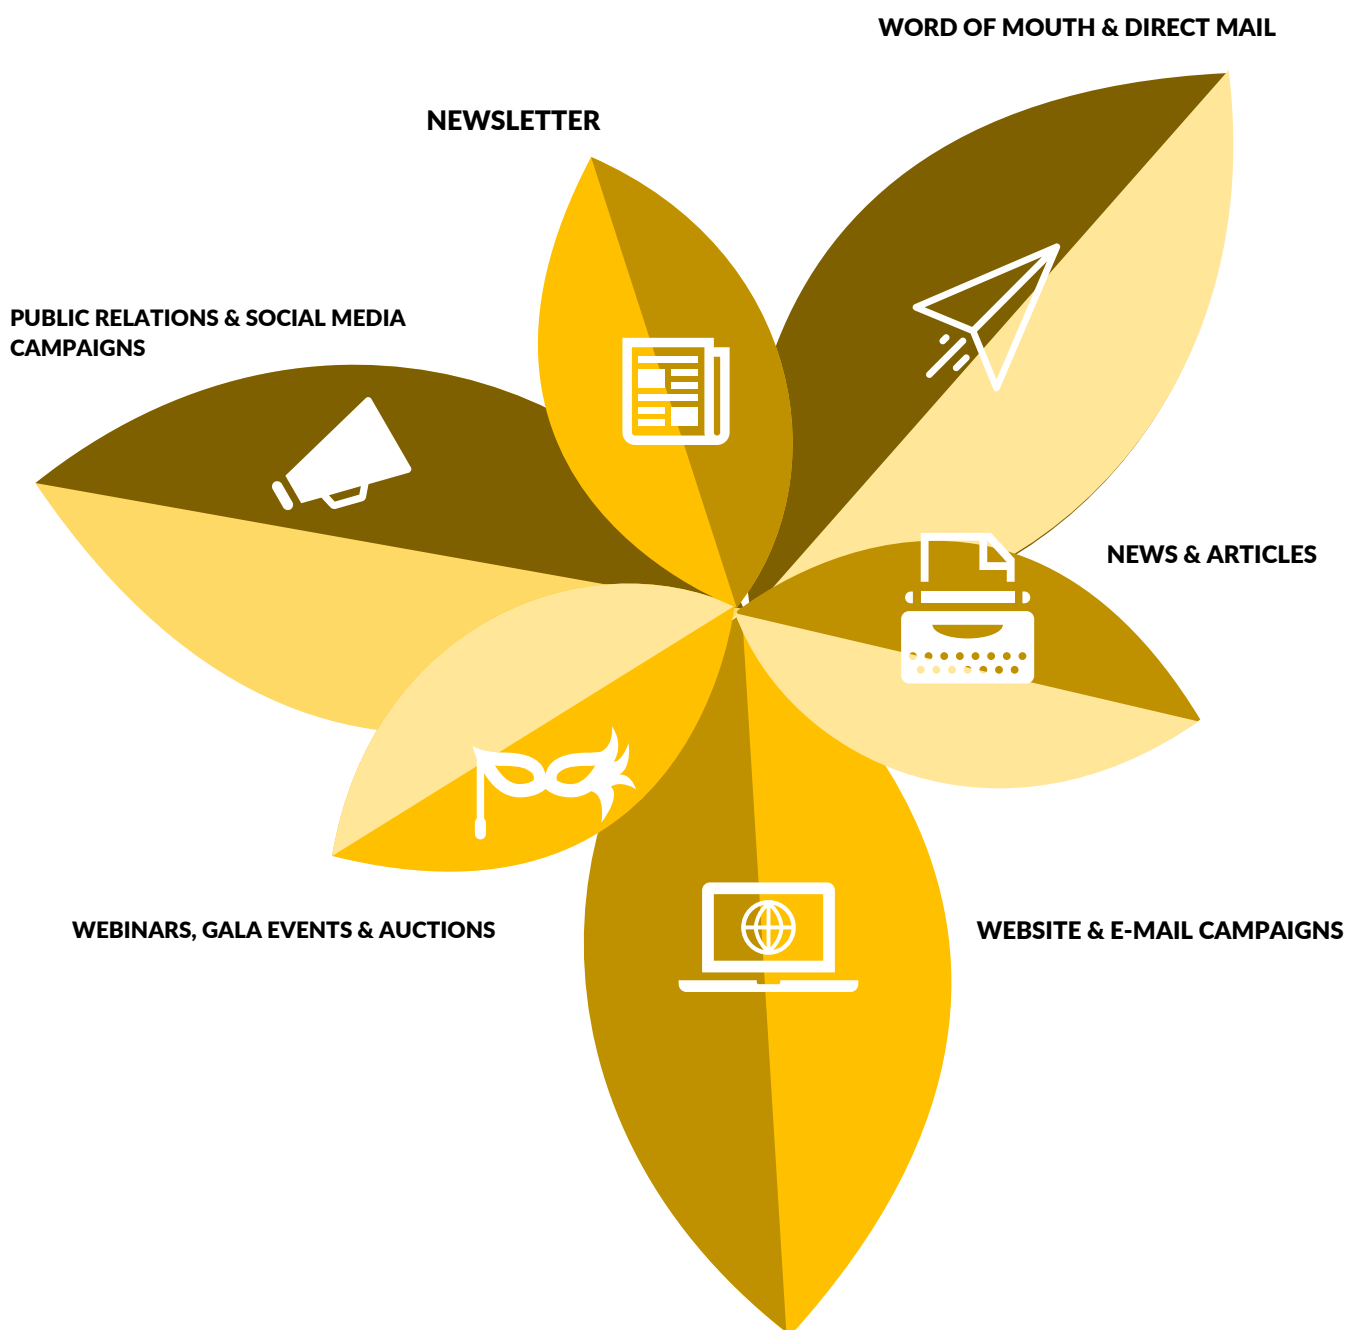 WORD OF MOUTH & DIRECT MAIL
NEWSLETTER
PUBLIC RELATIONS & SOCIAL MEDIA
CAMPAIGNS
NEWS & ARTICLES
WEBINARS, GALA EVENTS & AUCTIONS
WEBSITE & E-MAIL CAMPAIGNS